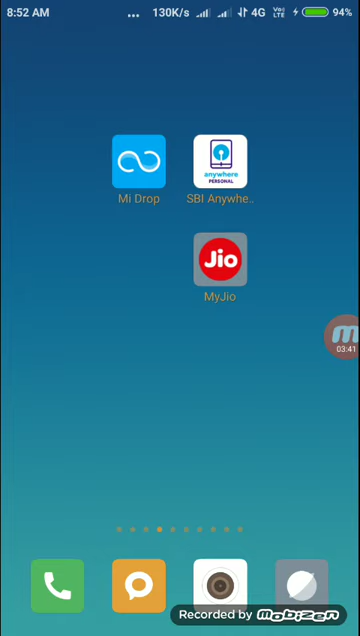 8:52 AM ... 130K/s 4G VoLTE 94%
anywhere
PERSONAL
Mi Drop SBI Anywhe..
Jio
MyJio
m
03:41
Recorded by mobizen